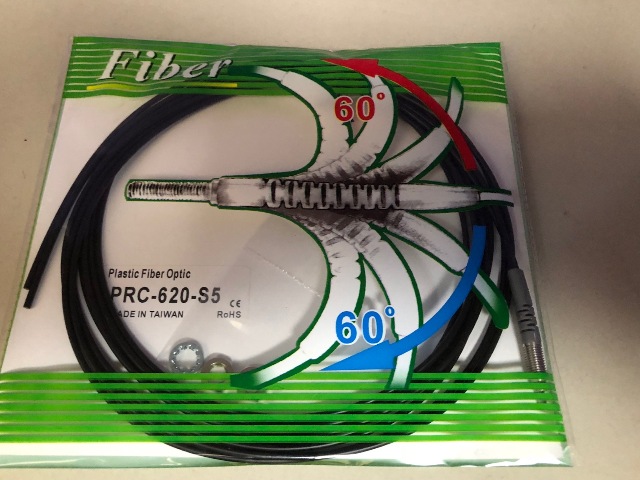 Fiber
60°
Plastic Fiber Optic
PRC-620-S5 CE
MADE IN TAIWAN RoHS
60°